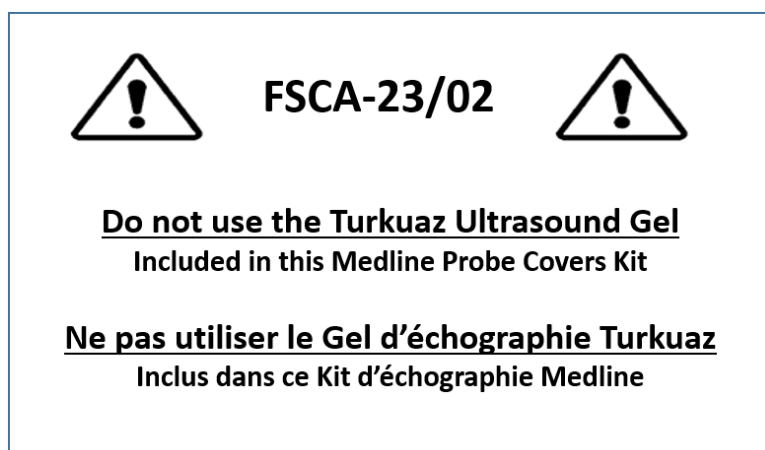 FSCA-23/02
Do not use the Turkuaz Ultrasound Gel
Included in this Medline Probe Covers Kit
Ne pas utiliser le Gel d’échographie Turkuaz
Inclus dans ce Kit d’échographie Medline